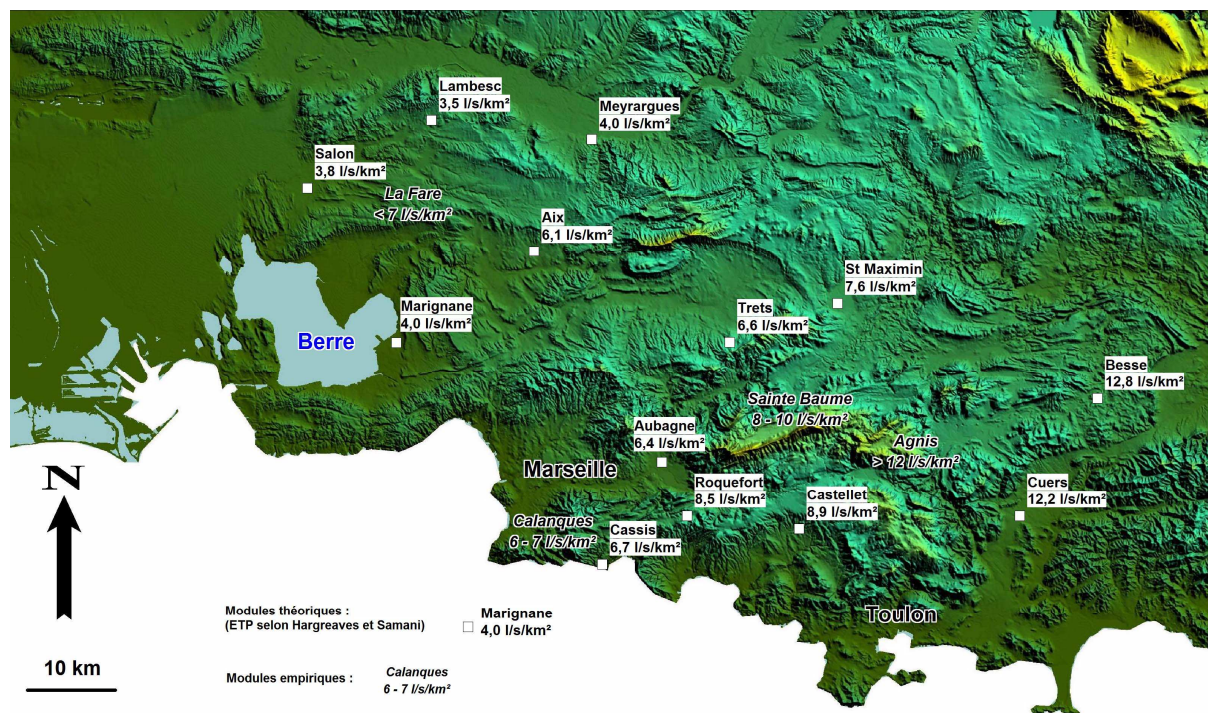 Lambesc
3,5 l/s/km²
Meyrargues
4,0 l/s/km²
Salon
3,8 l/s/km²
La Fare
< 7 l/s/km²
Aix
6,1 l/s/km²
St Maximin
7,6 l/s/km²
Marignane
4,0 l/s/km²
Trets
6,6 l/s/km²
Berre
Besse
12,8 l/s/km²
Sainte Baume
8 - 10 l/s/km²
Aubagne
6,4 l/s/km²
Agnis
> 12 l/s/km²
Marseille
N
Roquefort
8,5 l/s/km²
Castellet
8,9 l/s/km²
Cuers
12,2 l/s/km²
Calanques
6 - 7 l/s/km²
Cassis
6,7 l/s/km²
Toulon
Modules théoriques :
(ETP selon Hargreaves et Samani)
Marignane
4,0 l/s/km²
10 km
Modules empiriques :
Calanques
6 - 7 l/s/km²